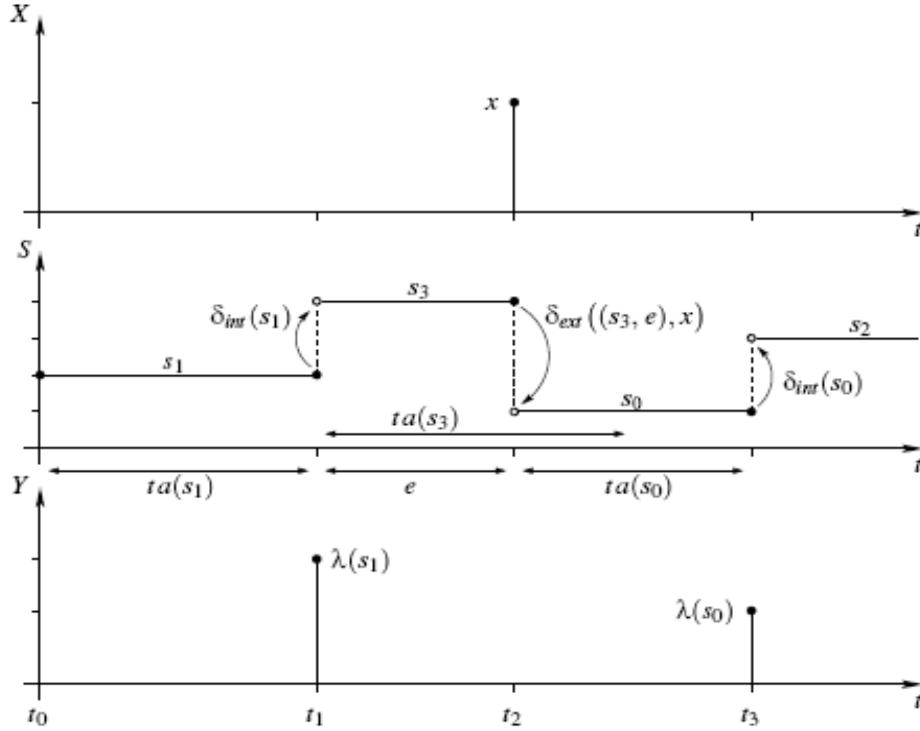 X
x
t
S
s₃
δint(s₁)
δext((s₃, e), x)
s₂
s₁
δint(s₀)
s₀
ta(s₃)
t
ta(s₁) e ta(s₀)
Y
λ(s₁)
λ(s₀)
t
t₀ t₁ t₂ t₃